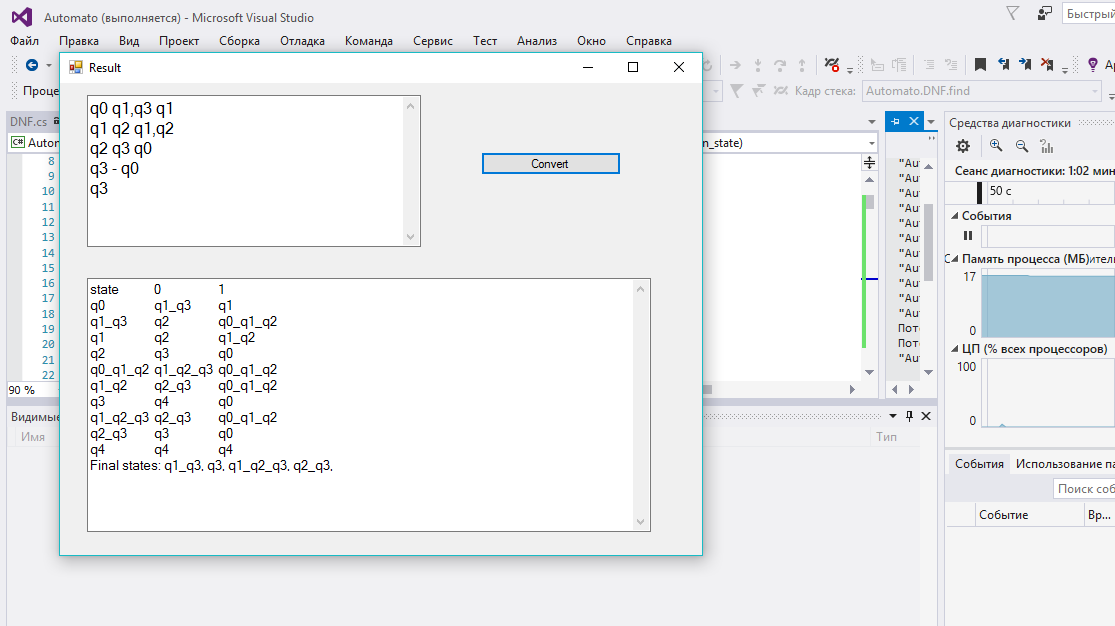 Automato (выполняется) - Microsoft Visual Studio
Быстрый
Файл Правка Вид Проект Сборка Отладка Команда Сервис Тест Анализ Окно Справка
Result
Проце
Кадр стека: Automato.DNF.find
q0 q1,q3 q1
q1 q2 q1,q2
q2 q3 q0
q3 - q0
q3
Convert
DNF.cs
C# Autom
n_state)
8
9
10
11
12
13
14
15
16
17
18
19
20
21
22
90 %
state 0 1
q0 q1_q3 q1
q1_q3 q2 q0_q1_q2
q1 q2 q1_q2
q2 q3 q0
q0_q1_q2 q1_q2_q3 q0_q1_q2
q1_q2 q2_q3 q0_q1_q2
q3 q4 q0
q1_q2_q3 q2_q3 q0_q1_q2
q2_q3 q3 q0
q4 q4 q4
Final states: q1_q3, q3, q1_q2_q3, q2_q3,
Видимые
Имя
Тип
"Au
"Au
"Au
"Au
"Au
"Au
"Au
"Au
"Au
"Au
"Au
Пото
Пото
"Au
Средства диагностики
Сеанс диагностики: 1:02 мин
50 с
События
Память процесса (МБ)
17
0
ЦП (% всех процессоров)
100
0
События Использование па
Поиск соб
Событие Вр...